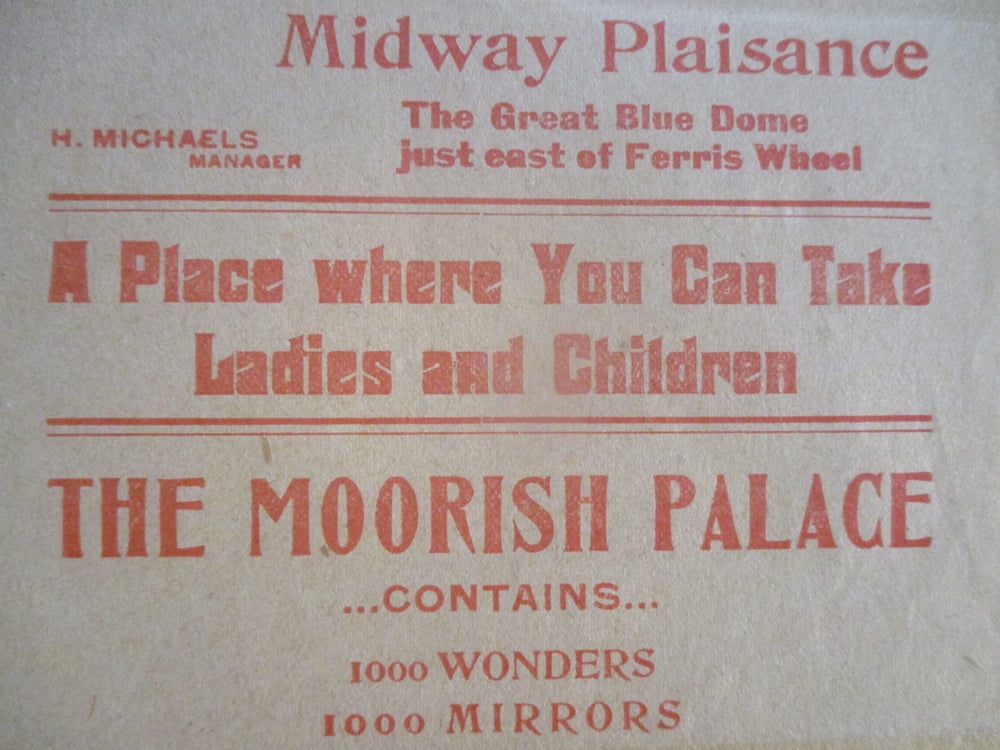 Midway Plaisance
H. MICHAELS
MANAGER
The Great Blue Dome
just east of Ferris Wheel
A Place where You Can Take
Ladies and Children
THE MOORISH PALACE
...CONTAINS...
1000 WONDERS
1000 MIRRORS